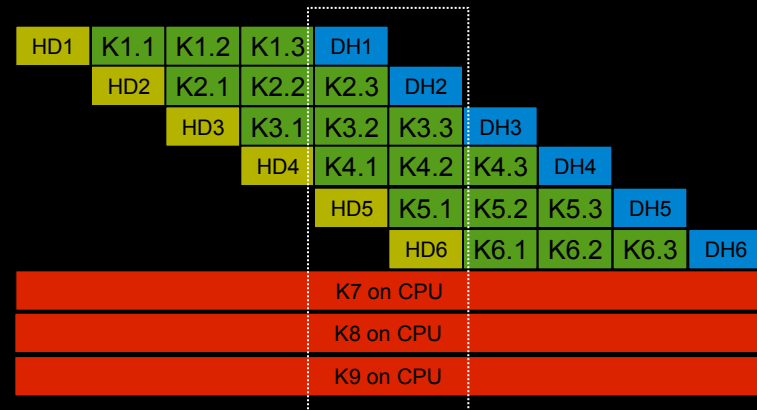 HD1 K1.1 K1.2 K1.3 DH1
HD2 K2.1 K2.2 K2.3 DH2
HD3 K3.1 K3.2 K3.3 DH3
HD4 K4.1 K4.2 K4.3 DH4
HD5 K5.1 K5.2 K5.3 DH5
HD6 K6.1 K6.2 K6.3 DH6
K7 on CPU
K8 on CPU
K9 on CPU